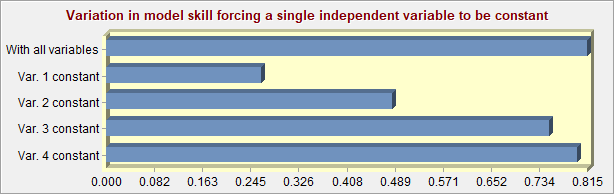 Variation in model skill forcing a single independent variable to be constant
With all variables
Var. 1 constant
Var. 2 constant
Var. 3 constant
Var. 4 constant
0.000 0.082 0.163 0.245 0.326 0.408 0.489 0.571 0.652 0.734 0.815